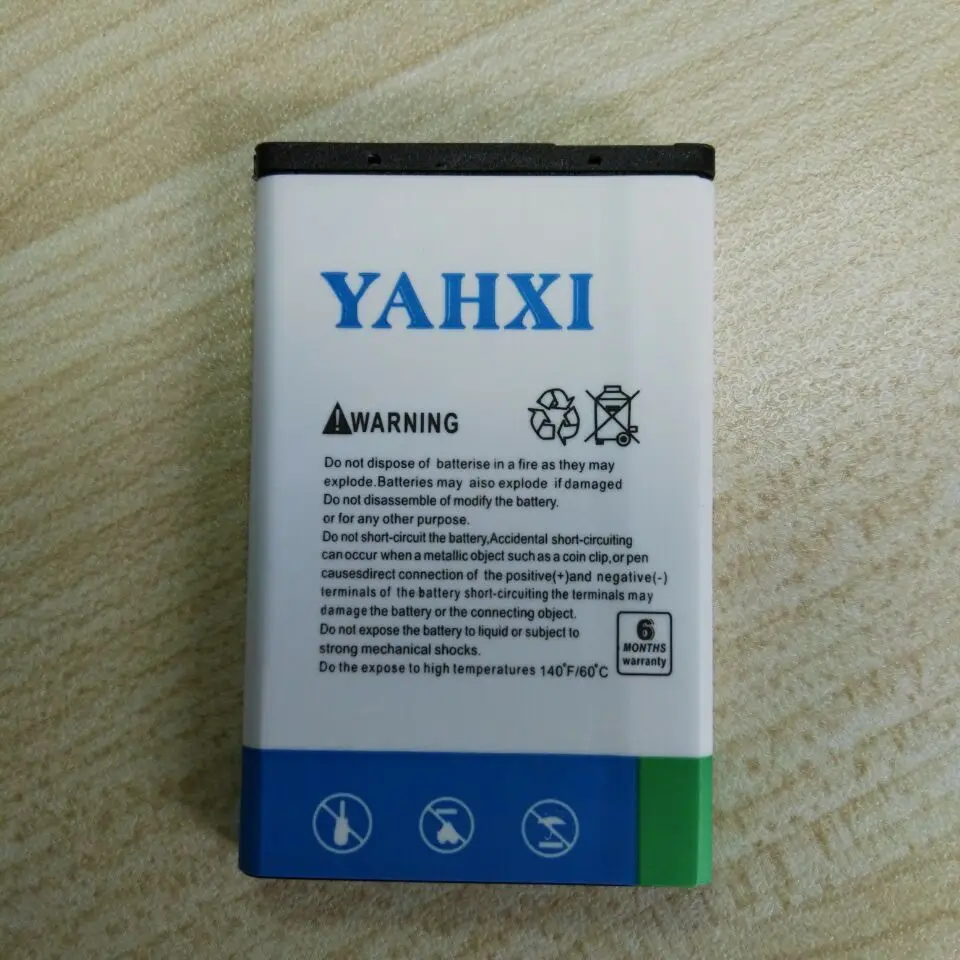 YAHXI
WARNING
Do not dispose of batterise in a fire as they may
explode.Batteries may aiso explode if damaged
Do not disassemble of modify the battery.
or for any other purpose.
Do not short-circuit the battery,Accidental short-circuiting
can occur when a metallic object such as a coin clip,or pen
causesdirect connection of the positive(+)and negative(-)
terminals of the battery short-circuiting the terminals may
damage the battery or the connecting object.
Do not expose the battery to liquid or subject to
strong mechanical shocks.
Do the expose to high temperatures 140°F/60°C
6
MONTHS
warranty